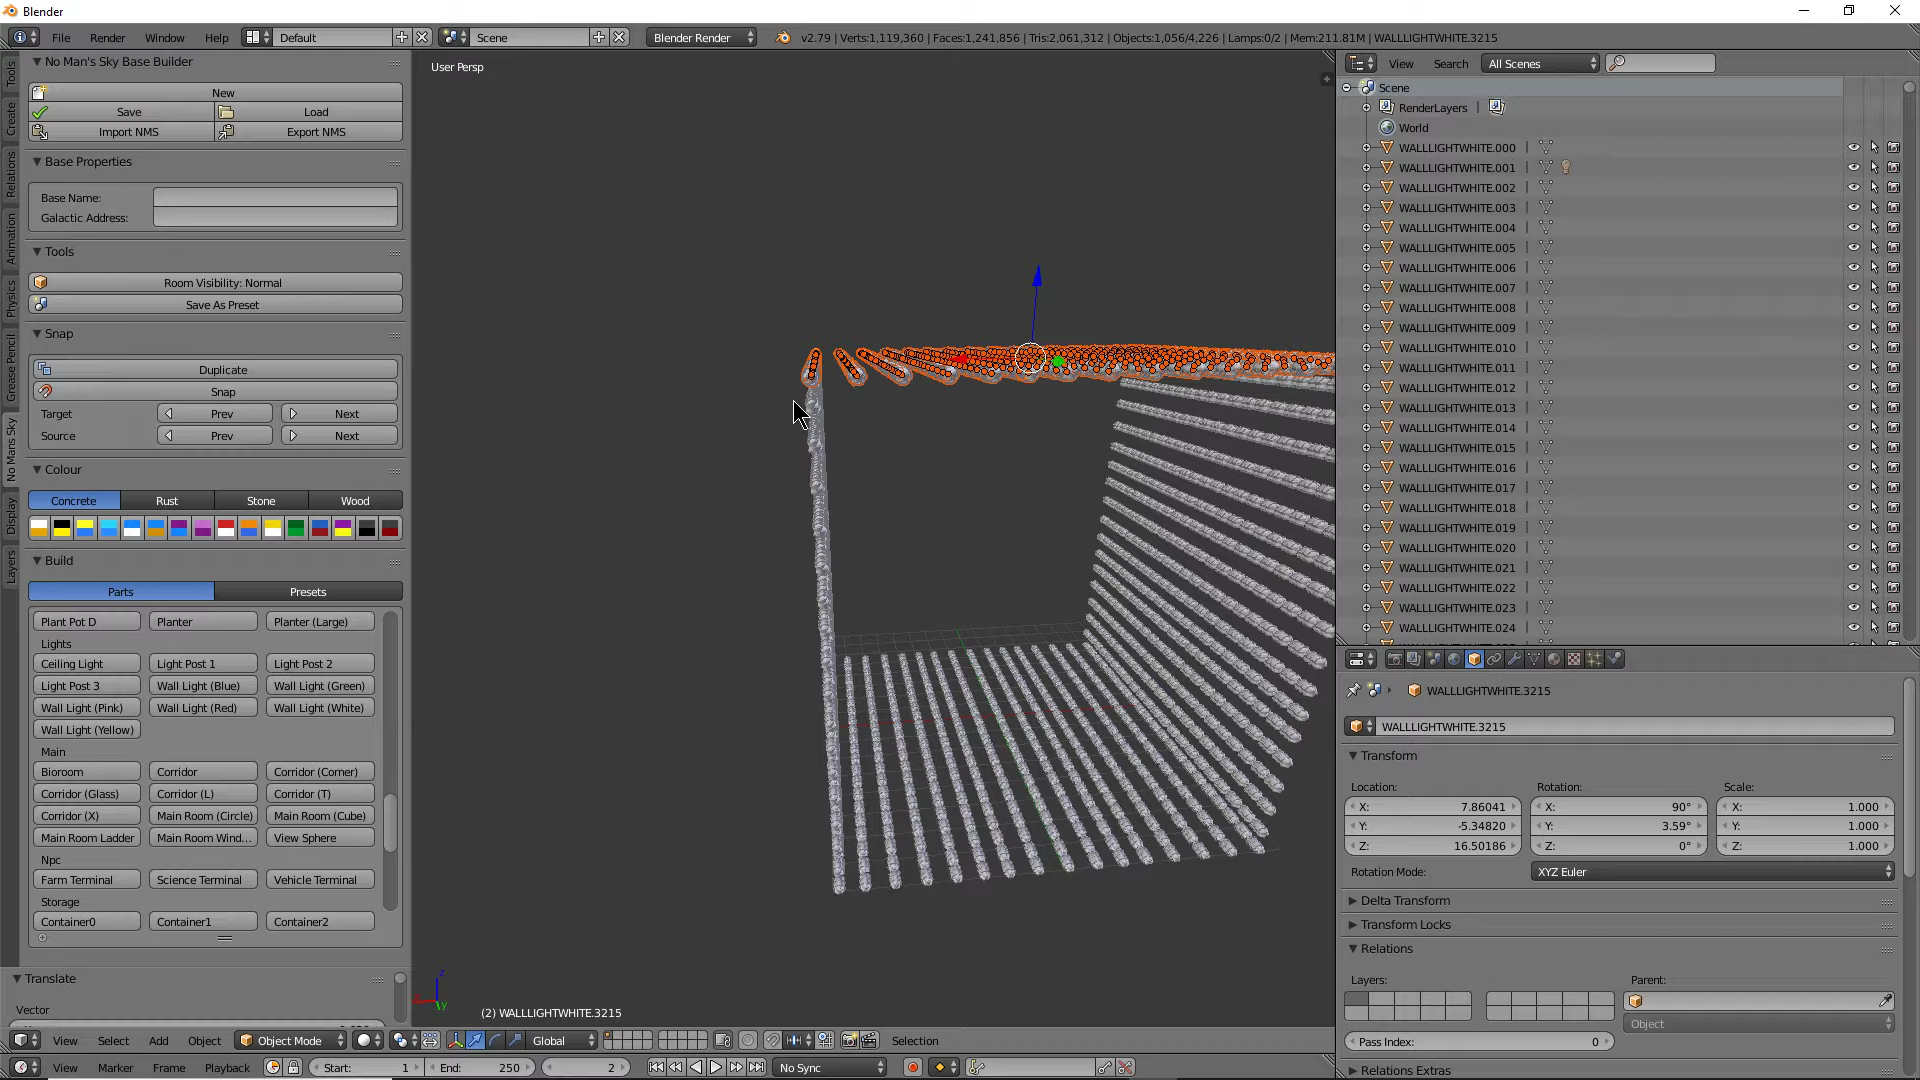 Blender
File Render Window Help Default Scene Blender Render v2.79 | Verts:1,119,360 | Faces:1,241,856 | Tris:2,061,312 | Objects:1,056/4,226 | Lamps:0/2 | Mem:211.81M | WALLLIGHTWHITE.3215
No Man's Sky Base Builder
New
Save Load
Import NMS Export NMS
Base Properties
Base Name:
Galactic Address:
Tools
Room Visibility: Normal
Save As Preset
Snap
Duplicate
Snap
Target Prev Next
Source Prev Next
Colour
Concrete Rust Stone Wood
Build
Parts Presets
Plant Pot D Planter Planter (Large)
Lights
Ceiling Light Light Post 1 Light Post 2
Light Post 3 Wall Light (Blue) Wall Light (Green)
Wall Light (Pink) Wall Light (Red) Wall Light (White)
Wall Light (Yellow)
Main
Bioroom Corridor Corridor (Corner)
Corridor (Glass) Corridor (L) Corridor (T)
Corridor (X) Main Room (Circle) Main Room (Cube)
Main Room Ladder Main Room Wind... View Sphere
Npc
Farm Terminal Science Terminal Vehicle Terminal
Storage
Container0 Container1 Container2
Translate
Vector
Tools
Create
Relations
Animation
Physics
Grease Pencil
No Mans Sky
Display
Layers
User Persp
z
y
(2) WALLLIGHTWHITE.3215
View Select Add Object Object Mode Global Selection
View Marker Frame Playback Start: 1 End: 250 2 No Sync
View Search All Scenes
Scene
RenderLayers |
World
WALLLIGHTWHITE.000
WALLLIGHTWHITE.001
WALLLIGHTWHITE.002
WALLLIGHTWHITE.003
WALLLIGHTWHITE.004
WALLLIGHTWHITE.005
WALLLIGHTWHITE.006
WALLLIGHTWHITE.007
WALLLIGHTWHITE.008
WALLLIGHTWHITE.009
WALLLIGHTWHITE.010
WALLLIGHTWHITE.011
WALLLIGHTWHITE.012
WALLLIGHTWHITE.013
WALLLIGHTWHITE.014
WALLLIGHTWHITE.015
WALLLIGHTWHITE.016
WALLLIGHTWHITE.017
WALLLIGHTWHITE.018
WALLLIGHTWHITE.019
WALLLIGHTWHITE.020
WALLLIGHTWHITE.021
WALLLIGHTWHITE.022
WALLLIGHTWHITE.023
WALLLIGHTWHITE.024
WALLLIGHTWHITE.3215
WALLLIGHTWHITE.3215
Transform
Location: Rotation: Scale:
X: 7.86041 X: 90° X: 1.000
Y: -5.34820 Y: 3.59° Y: 1.000
Z: 16.50186 Z: 0° Z: 1.000
Rotation Mode: XYZ Euler
Delta Transform
Transform Locks
Relations
Layers: Parent:
Object
Pass Index: 0
Relations Extras